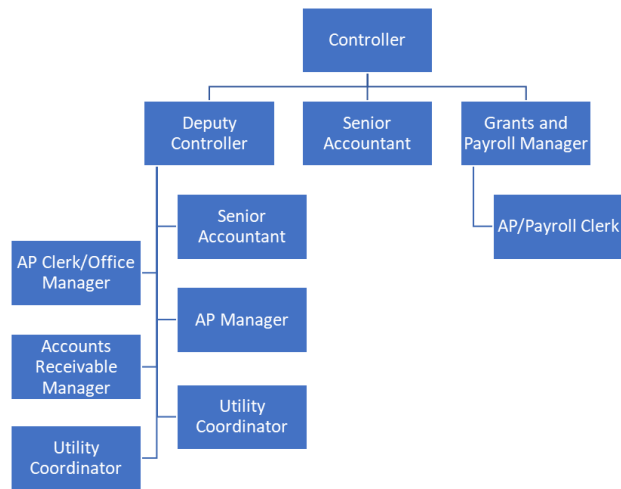 Controller
Deputy
Controller
Senior
Accountant
Grants and
Payroll Manager
Senior
Accountant
AP/Payroll Clerk
AP Clerk/Office
Manager
AP Manager
Accounts
Receivable
Manager
Utility
Coordinator
Utility
Coordinator